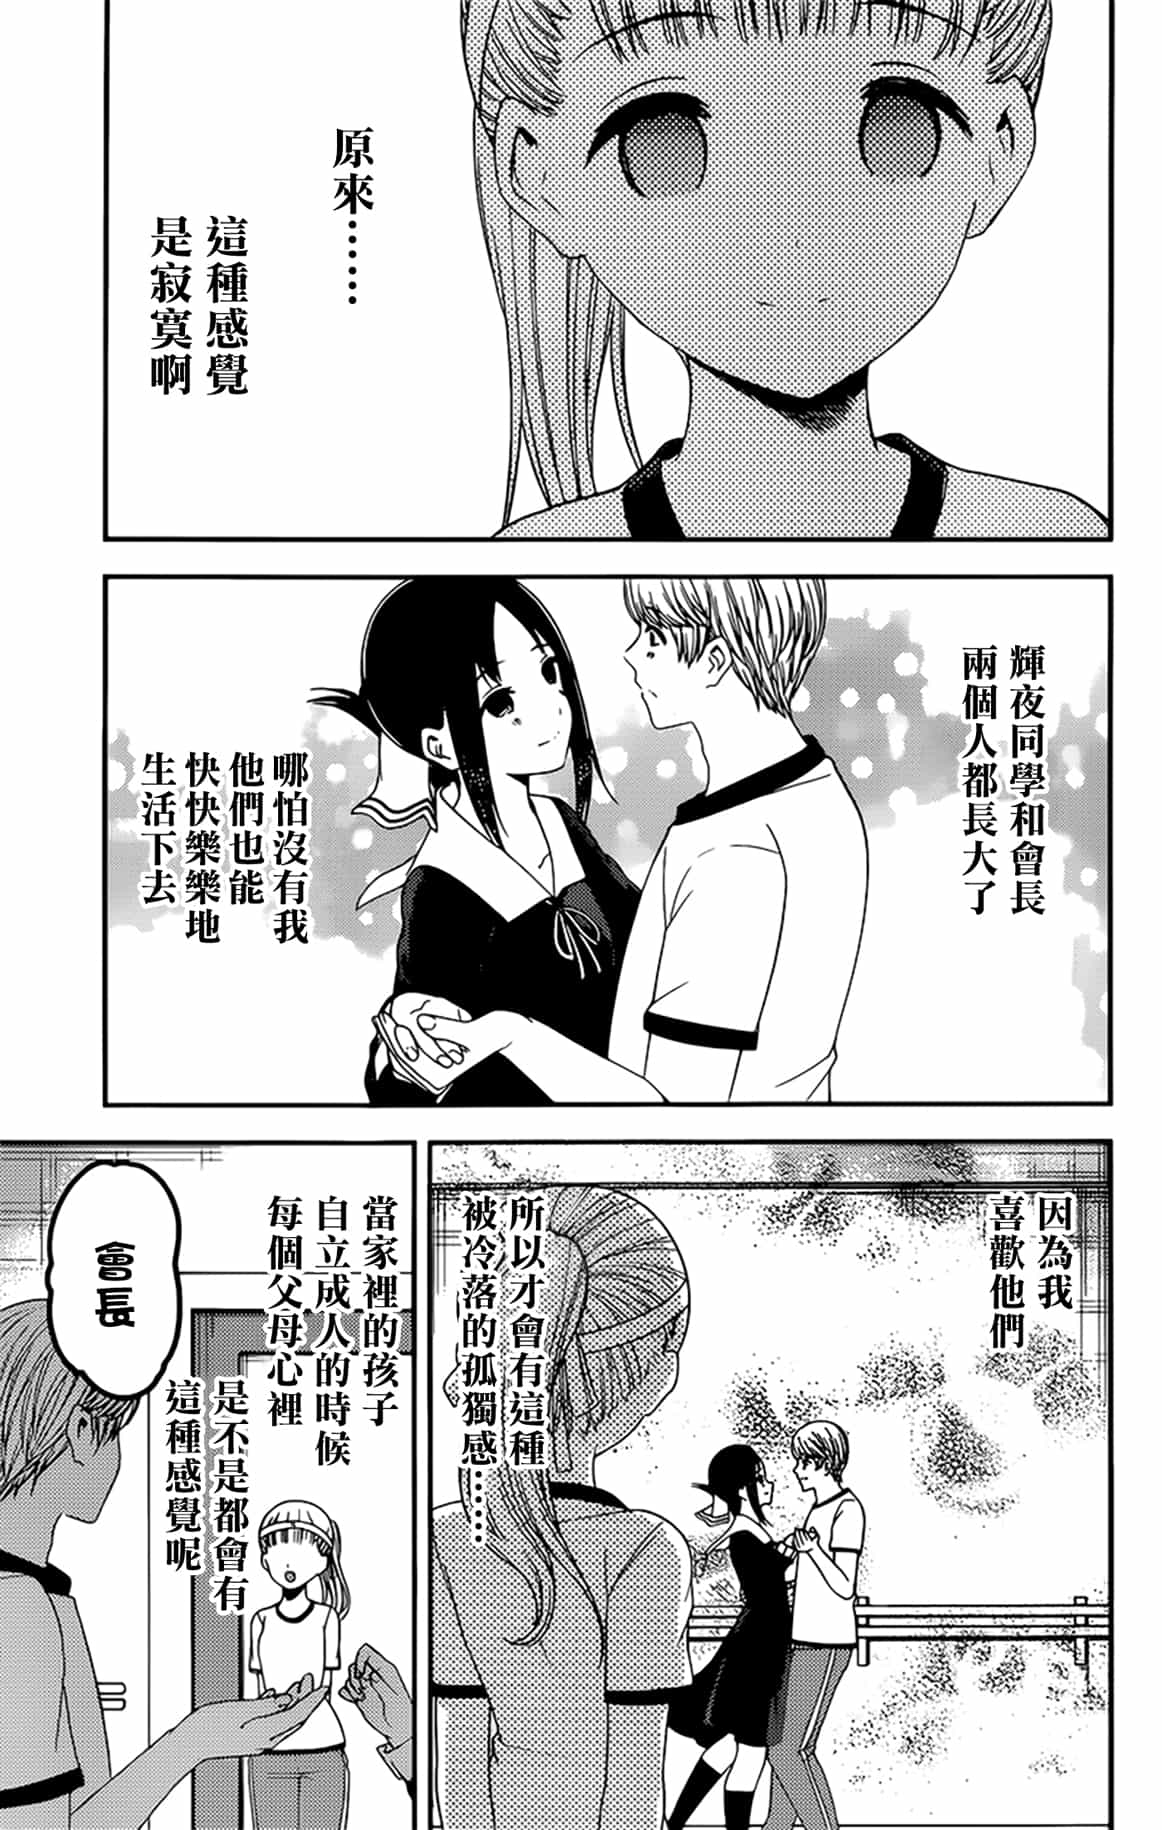 原來……
這種感覺
是寂寞啊
輝夜同學和會長
兩個人都長大了
哪怕沒有我
他們也能
快快樂樂地
生活下去
因為我
喜歡他們
所以才會有這種
被冷落的孤獨感……
當家裡的孩子
自立成人的時候
每個父母心裡
是不是都會有
這種感覺呢
會長